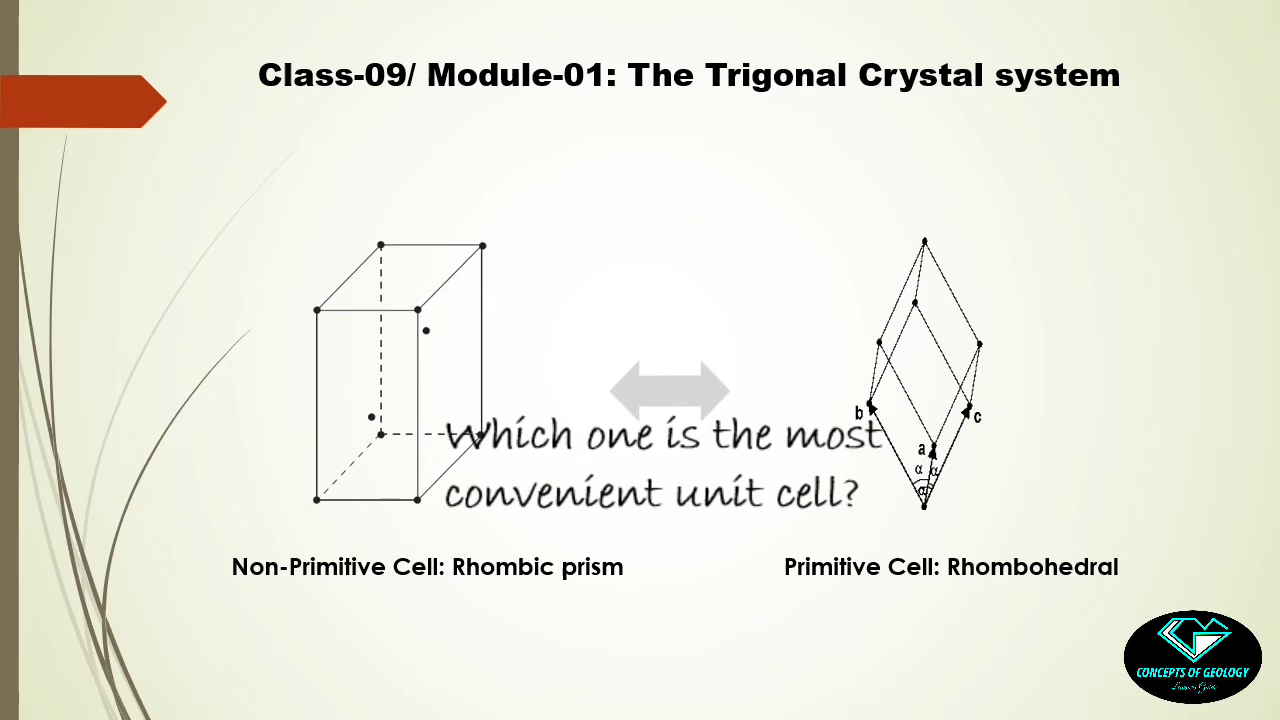 Class-09/ Module-01: The Trigonal Crystal system
b
c
a
α α
α
Which one is the most
convenient unit cell?
Non-Primitive Cell: Rhombic prism
Primitive Cell: Rhombohedral
CONCEPTS OF GEOLOGY